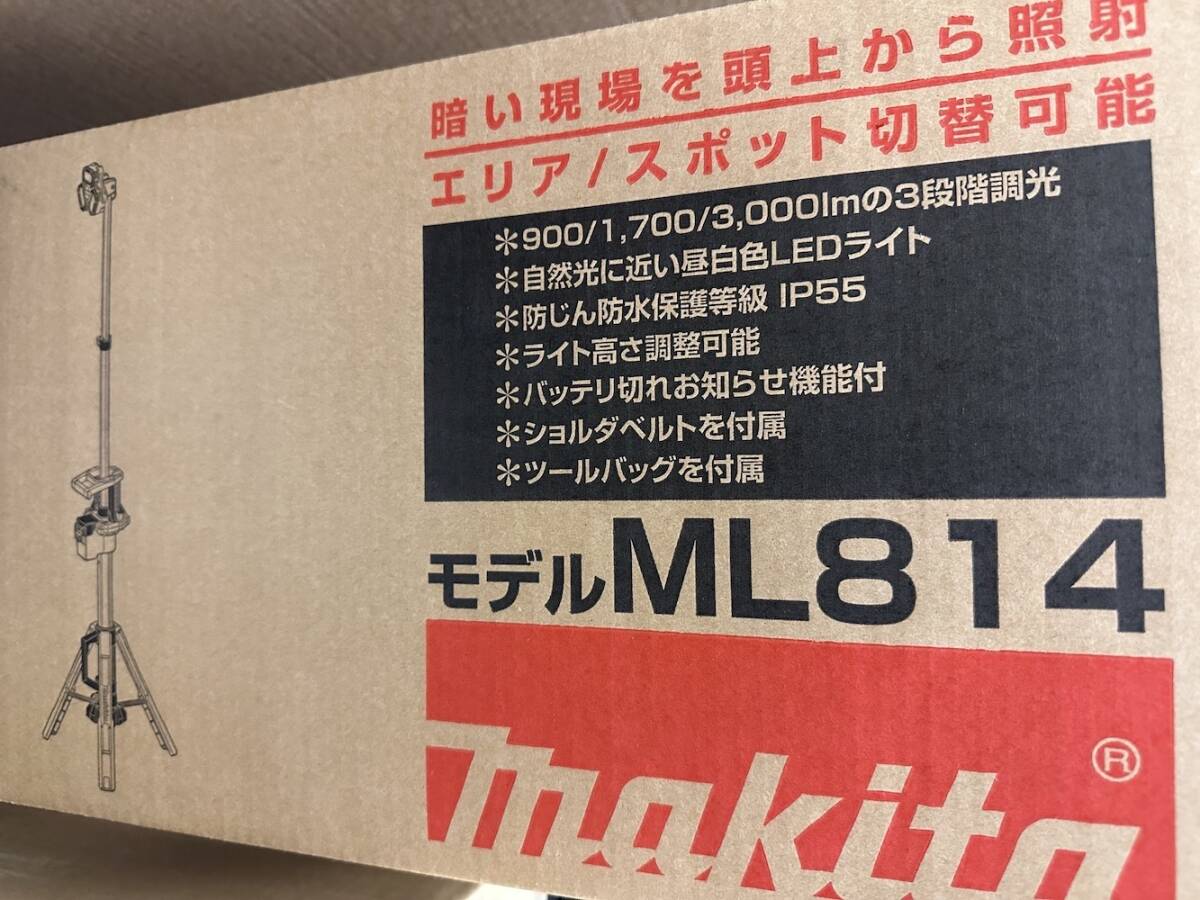 暗い現場を頭上から照射
エリア/スポット切替可能
＊900/1,700/3,000lmの3段階調光
＊自然光に近い昼白色LEDライト
＊防じん防水保護等級 IP55
＊ライト高さ調整可能
＊バッテリ切れお知らせ機能付
＊ショルダベルトを付属
＊ツールバッグを付属
モデルML814
makita®